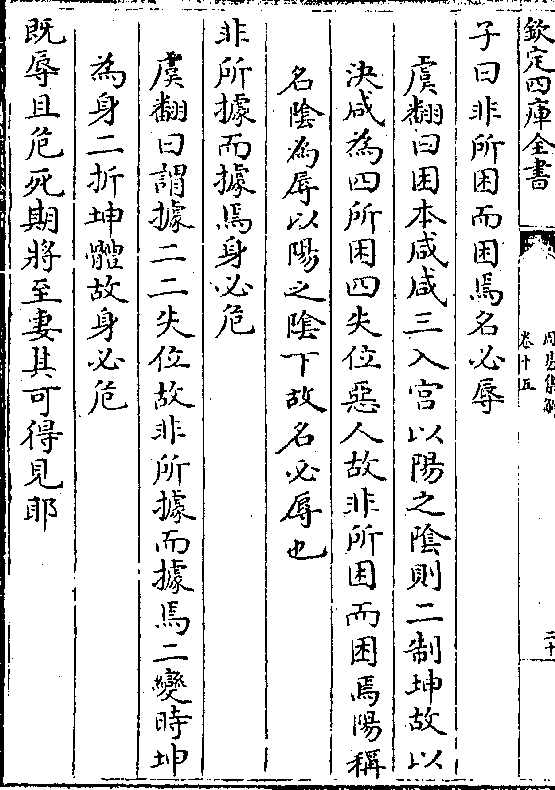 欽定四庫全書
周易集解
卷十五
二十
子曰非所困而困焉名必辱
虞翻曰困本咸咸三入宫以陽之陰則二制坤故以
決咸為四所困四失位惡人故非所困而困焉陽稱
名陰為辱以陽之陰下故名必辱也
非所據而據焉身必危
虞翻曰謂據二二失位故非所據而據焉二變時坤
為身二折坤體故身必危
既辱且危死期將至妻其可得見耶